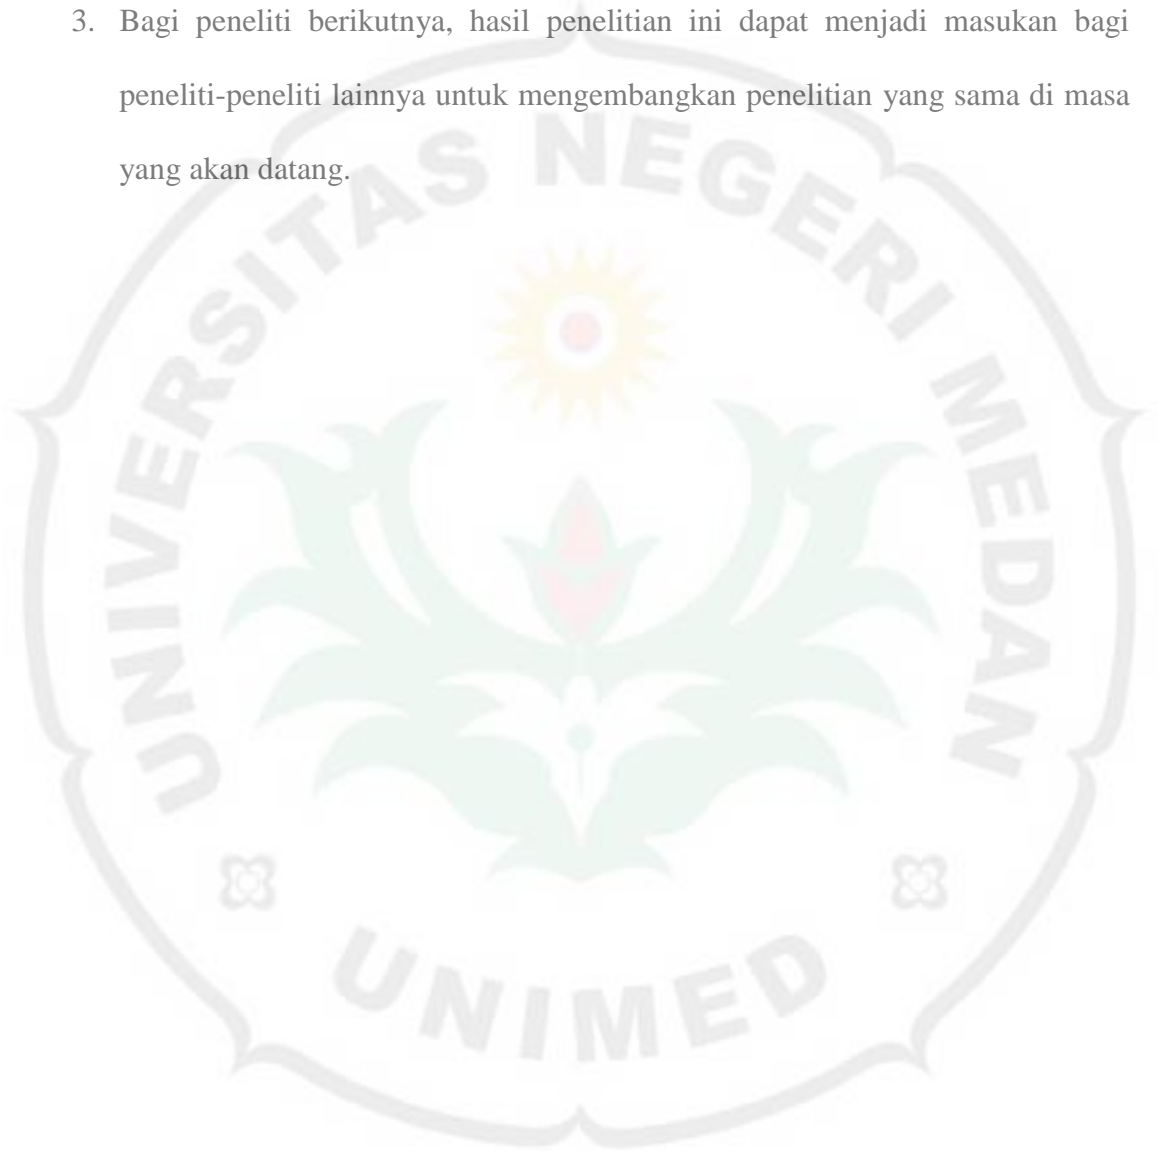 3. Bagi peneliti berikutnya, hasil penelitian ini dapat menjadi masukan bagi
peneliti-peneliti lainnya untuk mengembangkan penelitian yang sama di masa
yang akan datang.
UNIVERSITAS NEGERI MEDAN
UNIMED